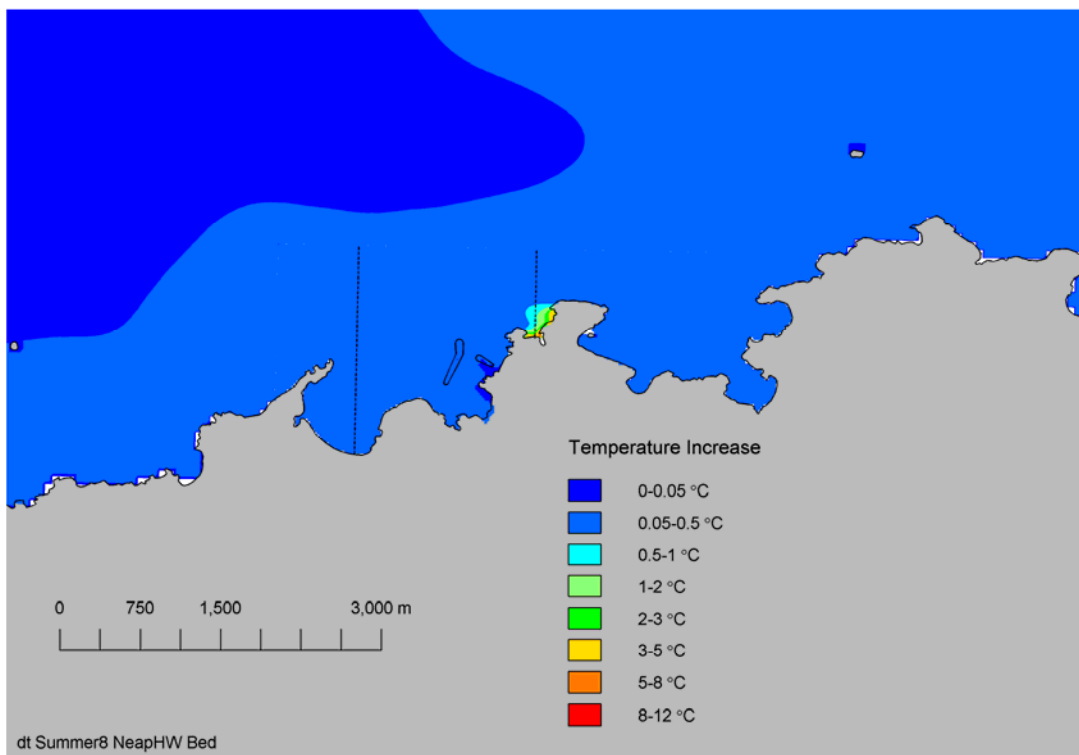 Temperature Increase
0-0.05 °C
0.05-0.5 °C
0.5-1 °C
1-2 °C
2-3 °C
3-5 °C
5-8 °C
8-12 °C
0 750 1,500 3,000 m
dt Summer8 NeapHW Bed